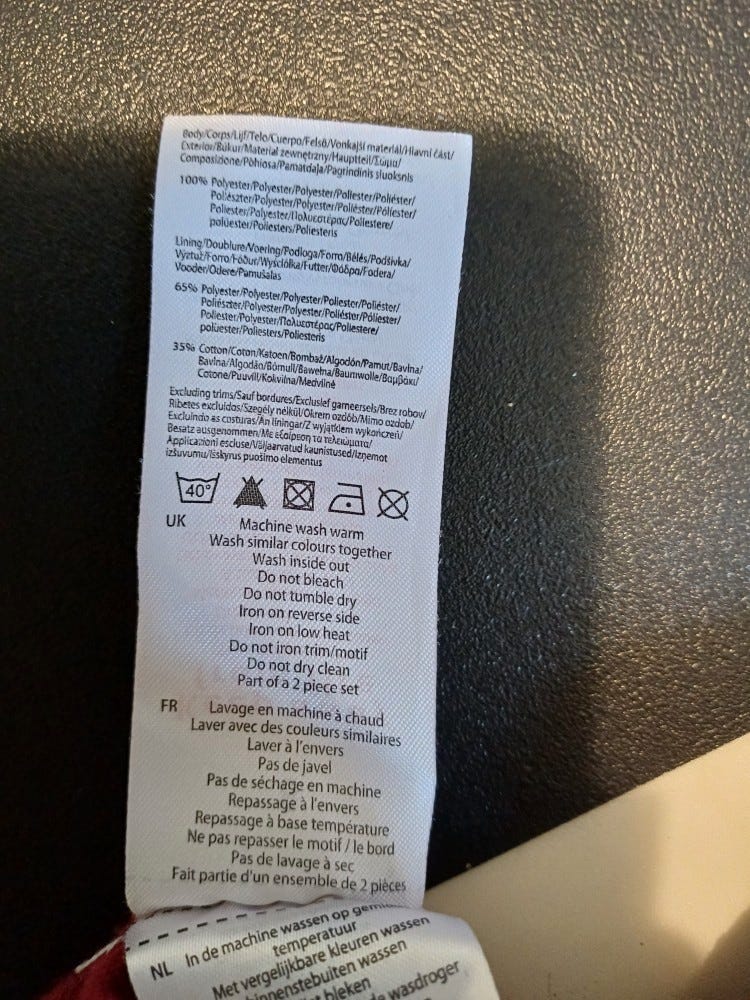 Body/Corps/Lijf/Telo/Cuerpo/Felső/Vonkajší materiál/Hlavní část/
Exterior/Búkur/Materiał zewnętrzny/Hauptteil/Σώμα/
Composizione/Põhiosa/Pamatdaļa/Pagrindinis sluoksnis
100% Polyester/Polyester/Polyester/Poliester/Poliéster/
Poliészter/Polyester/Polyester/Poliéster/Pólíester/
Poliester/Polyester/Πολυεστέρας/Poliestere/
polüester/Poliesters/Poliesteris
Lining/Doublure/Voering/Podloga/Forro/Bélés/Podšívka/
Výztuž/Forro/Fóður/Wyściółka/Futter/Φόδρα/Fodera/
Vooder/Odere/Pamušalas
65% Polyester/Polyester/Polyester/Poliester/Poliéster/
Poliészter/Polyester/Polyester/Poliéster/Pólíester/
Poliester/Polyester/Πολυεστέρας/Poliestere/
polüester/Poliesters/Poliesteris
35% Cotton/Coton/Katoen/Bombaž/Algodón/Pamut/Bavlna/
Bavlna/Algodão/Bómull/Bawełna/Baumwolle/Βαμβάκι/
Cotone/Puuvill/Kokvilna/Medvilnė
Excluding trims/Sauf bordures/Exclusief garneersels/Brez robov/
Ribetes excluidos/Szegély nélkül/Okrem ozdôb/Mimo ozdob/
Excluindo as costuras/Án líningar/Z wyjątkiem wykończeń/
Besatz ausgenommen/Με εξαίρεση τα τελειώματα/
Applicazioni escluse/Väljaarvatud kaunistused/Izņemot
izšuvumu/Išskyrus puošimo elementus
40°
UK Machine wash warm
Wash similar colours together
Wash inside out
Do not bleach
Do not tumble dry
Iron on reverse side
Iron on low heat
Do not iron trim/motif
Do not dry clean
Part of a 2 piece set
FR Lavage en machine à chaud
Laver avec des couleurs similaires
Laver à l'envers
Pas de javel
Pas de séchage en machine
Repassage à l'envers
Repassage à base température
Ne pas repasser le motif / le bord
Pas de lavage à sec
Fait partie d'un ensemble de 2 pièces
NL In de machine wassen op
temperatuur
Met vergelijkbare kleuren wassen
wassen
bleken
wasdroger